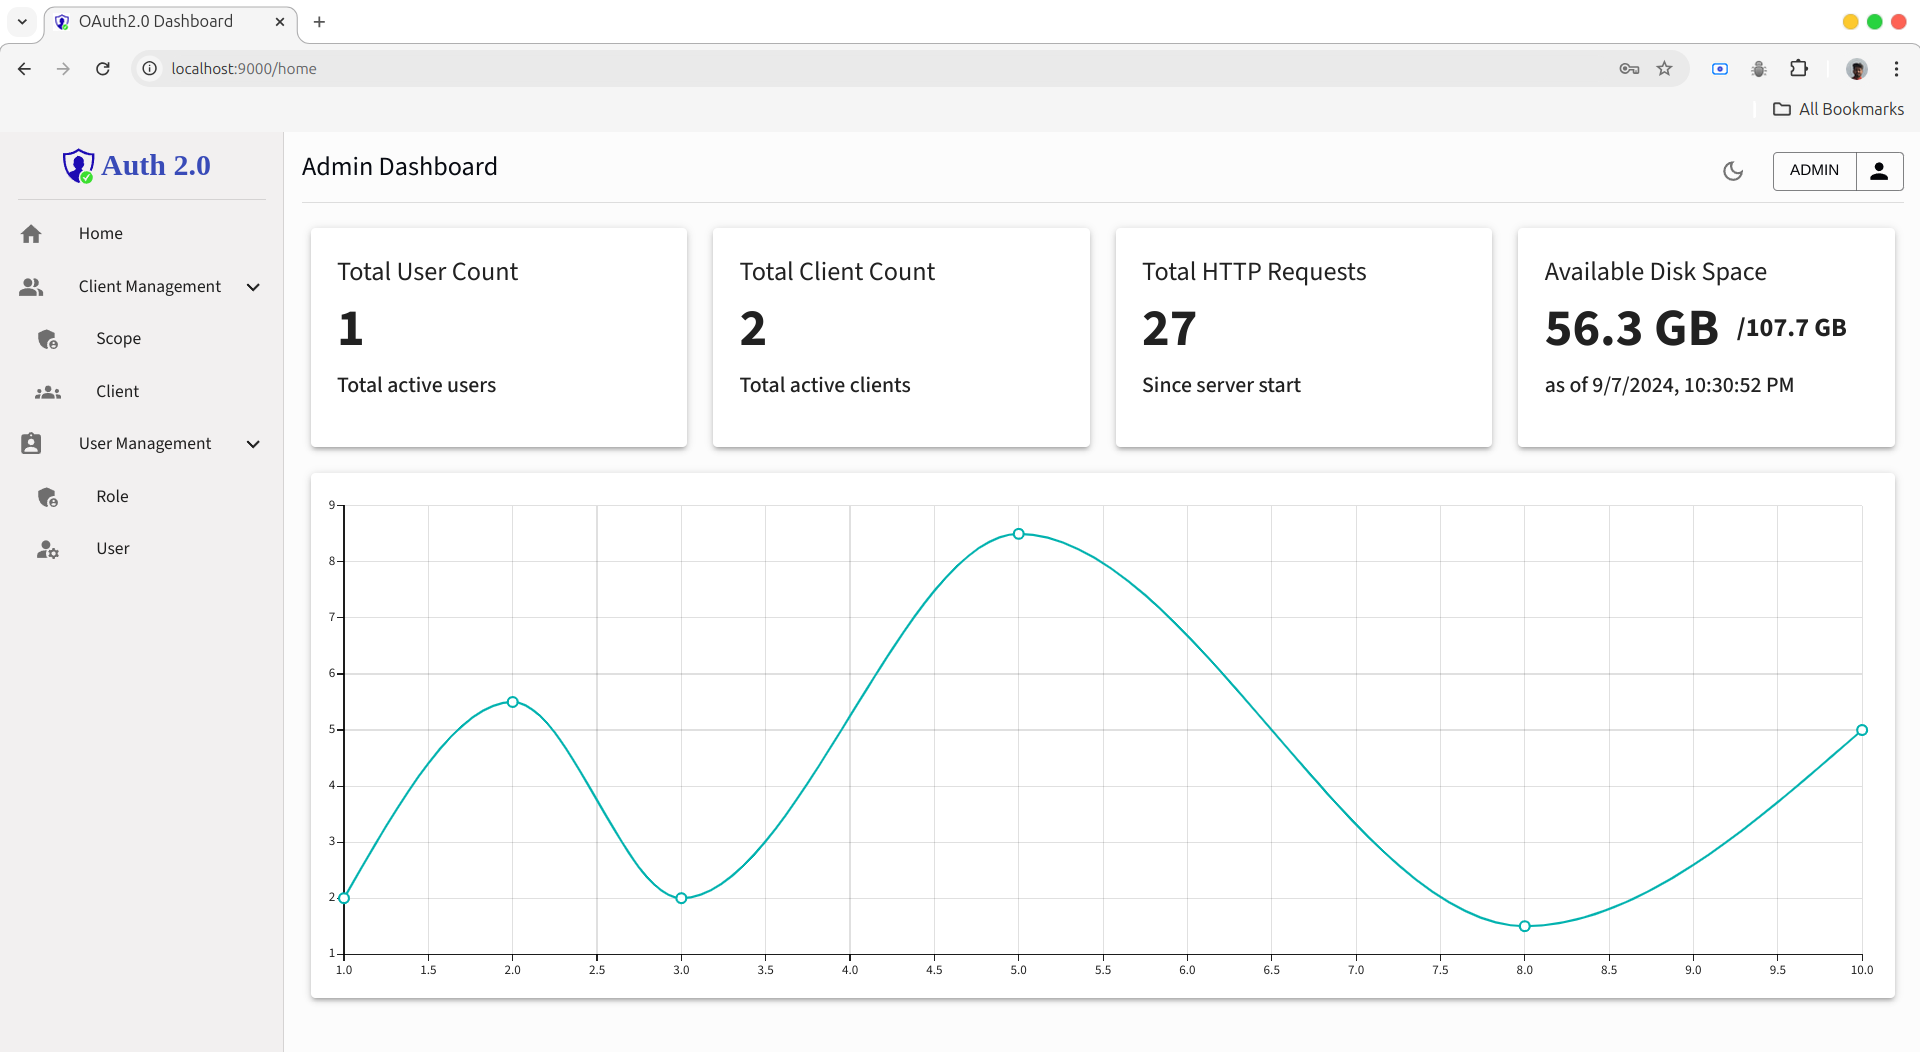 OAuth2.0 Dashboard
localhost:9000/home
All Bookmarks
Auth 2.0
Home
Client Management
Scope
Client
User Management
Role
User
Admin Dashboard
ADMIN
Total User Count
1
Total active users
Total Client Count
2
Total active clients
Total HTTP Requests
27
Since server start
Available Disk Space
56.3 GB /107.7 GB
as of 9/7/2024, 10:30:52 PM
9
8
7
6
5
4
3
2
1
1.0 1.5 2.0 2.5 3.0 3.5 4.0 4.5 5.0 5.5 6.0 6.5 7.0 7.5 8.0 8.5 9.0 9.5 10.0